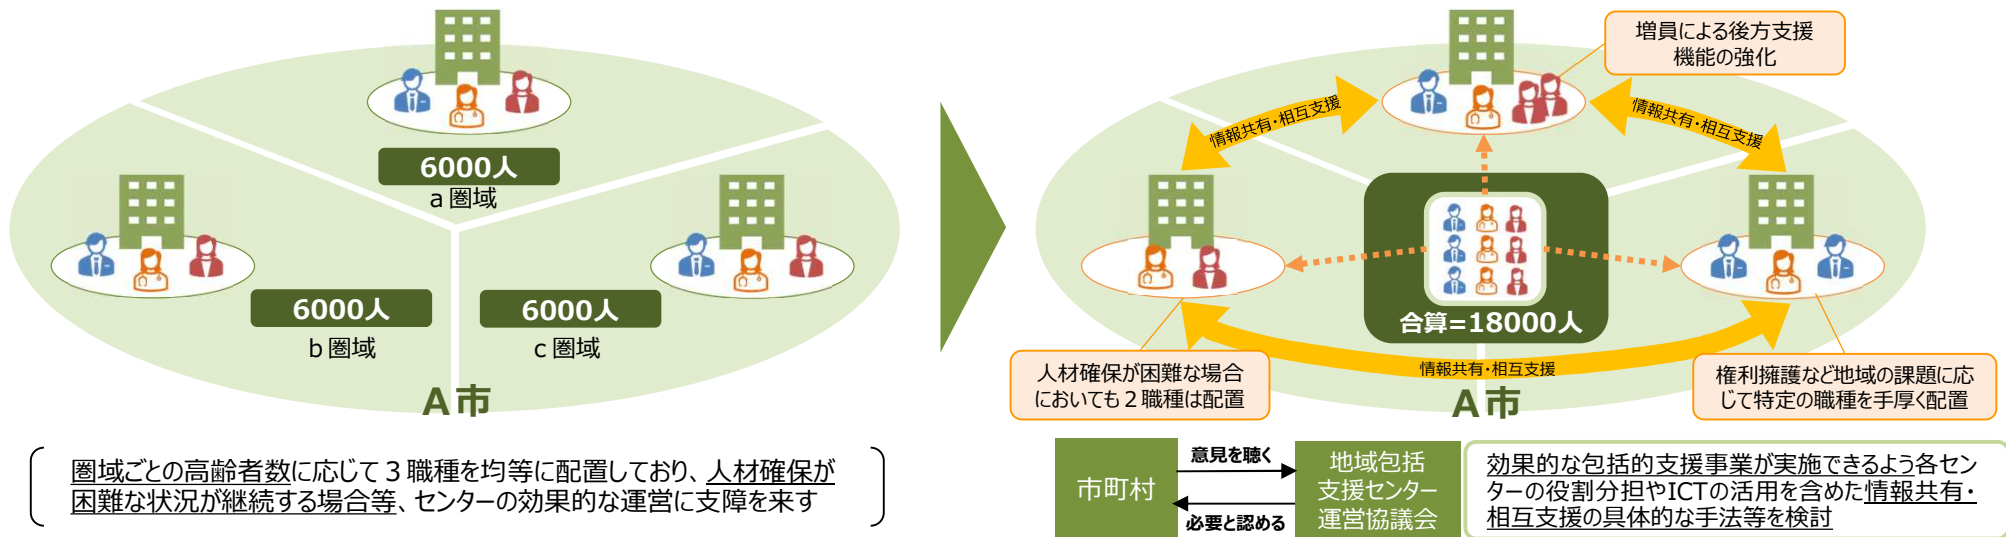 6000人
a圏域
6000人
b圏域
6000人
c圏域
A市
圏域ごとの高齢者数に応じて3職種を均等に配置しており、人材確保が
困難な状況が継続する場合等、センターの効果的な運営に支障を来す
増員による後方支援
機能の強化
情報共有・相互支援
情報共有・相互支援
合算=18000人
情報共有・相互支援
人材確保が困難な場合
においても2職種は配置
A市
権利擁護など地域の課題に応
じて特定の職種を手厚く配置
市町村
意見を聴く
必要と認める
地域包括
支援センター
運営協議会
効果的な包括的支援事業が実施できるよう各セン
ターの役割分担やICTの活用を含めた情報共有・
相互支援の具体的な手法等を検討